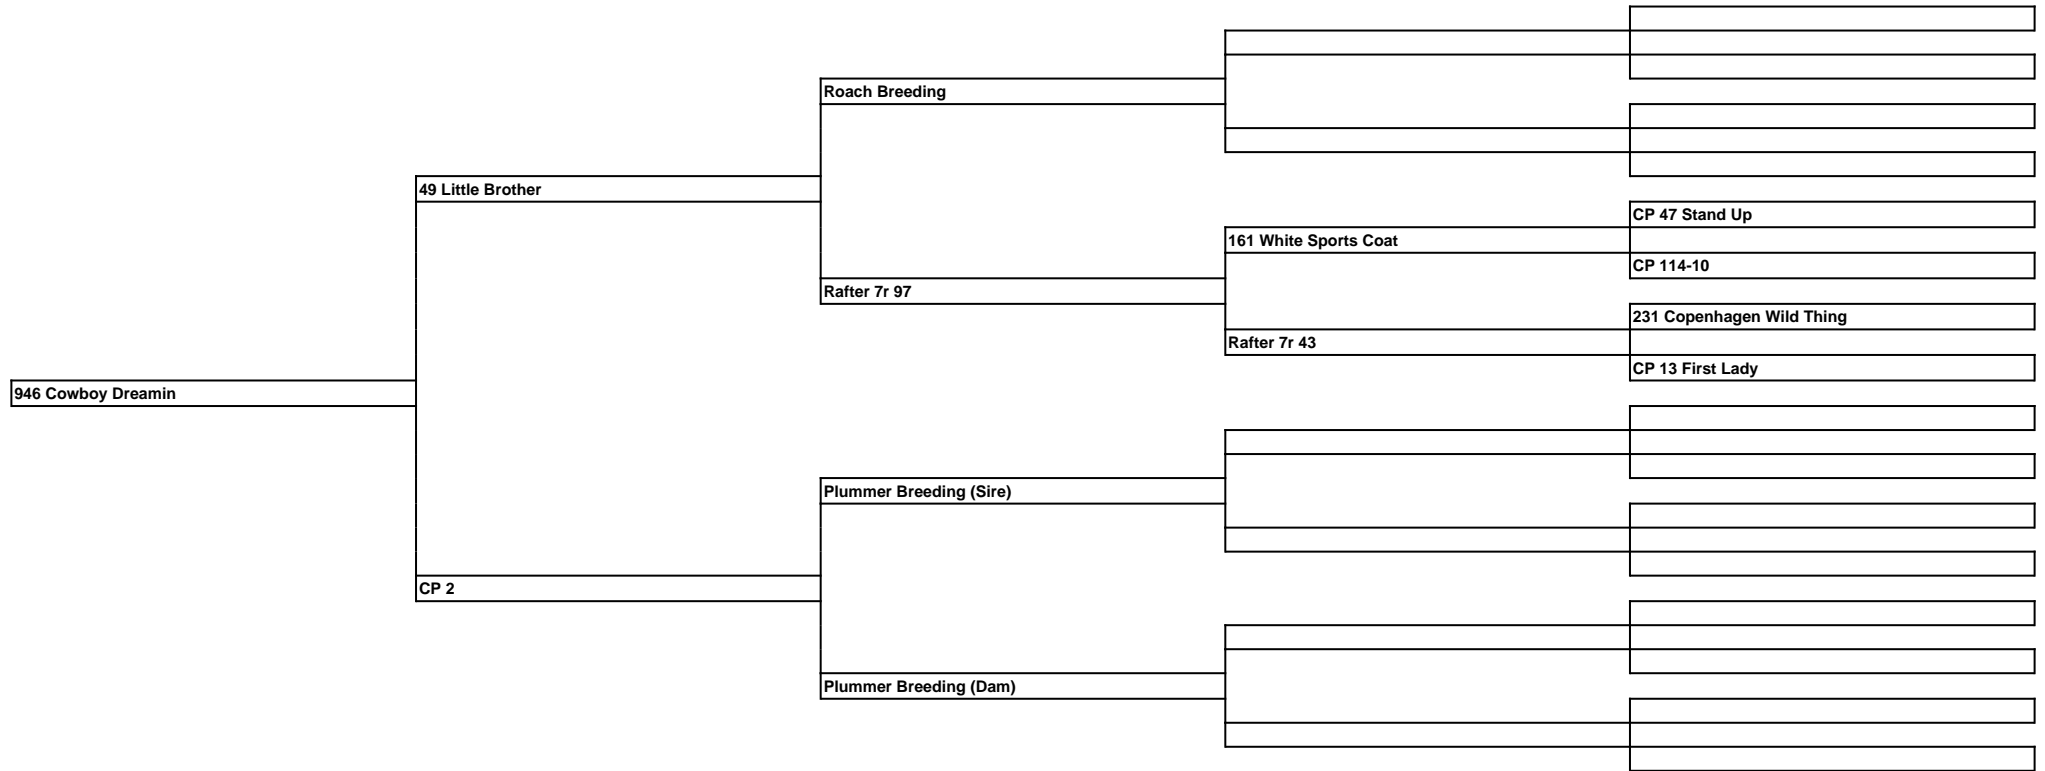 Roach Breeding
49 Little Brother
CP 47 Stand Up
161 White Sports Coat
CP 114-10
Rafter 7r 97
231 Copenhagen Wild Thing
Rafter 7r 43
CP 13 First Lady
946 Cowboy Dreamin
Plummer Breeding (Sire)
CP 2
Plummer Breeding (Dam)